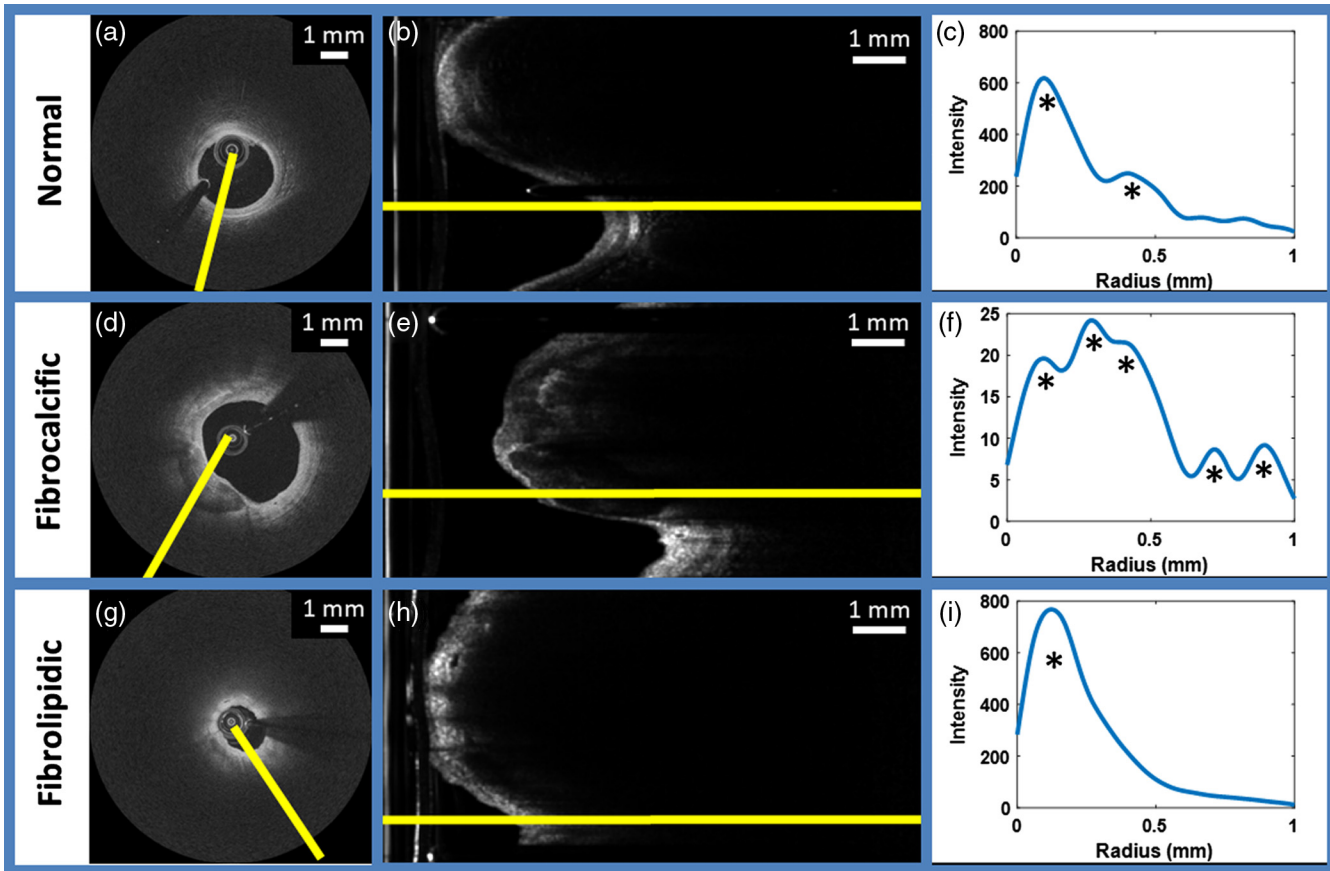 Normal
(a)
1 mm
(b)
1 mm
(c)
800
600
400
200
0
Intensity
*
*
0
0.5
1
Radius (mm)
Fibrocalcific
(d)
1 mm
(e)
1 mm
(f)
25
20
15
10
5
0
Intensity
*
*
*
*
*
0
0.5
1
Radius (mm)
Fibrolipidic
(g)
1 mm
(h)
1 mm
(i)
800
600
400
200
0
Intensity
*
0
0.5
1
Radius (mm)